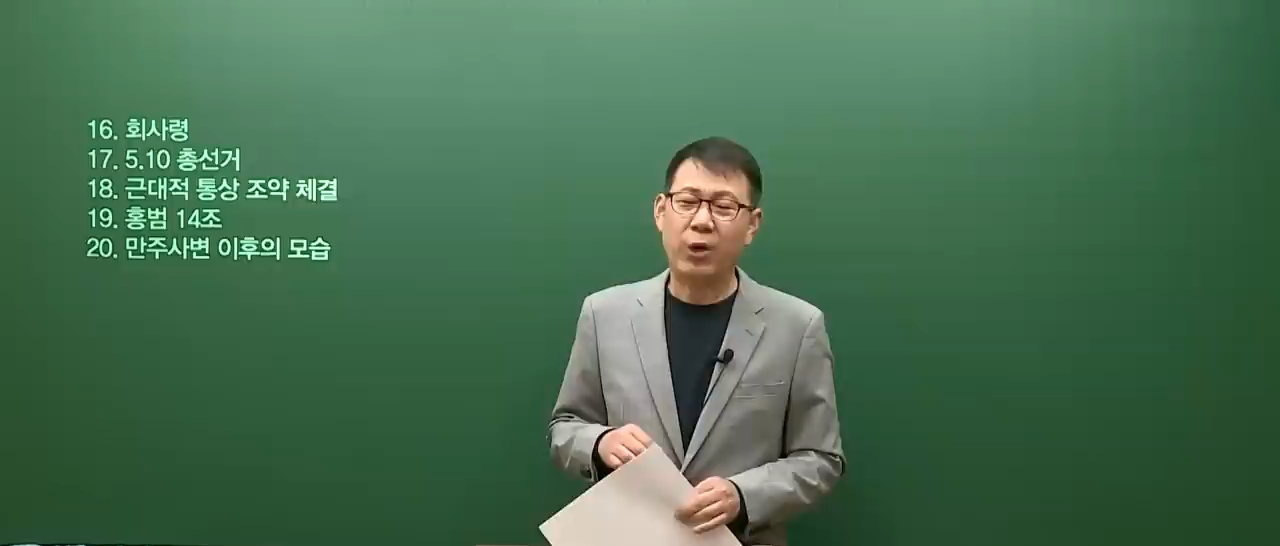 16. 회사령
17. 5.10 총선거
18. 근대적 통상 조약 체결
19. 홍범 14조
20. 만주사변 이후의 모습